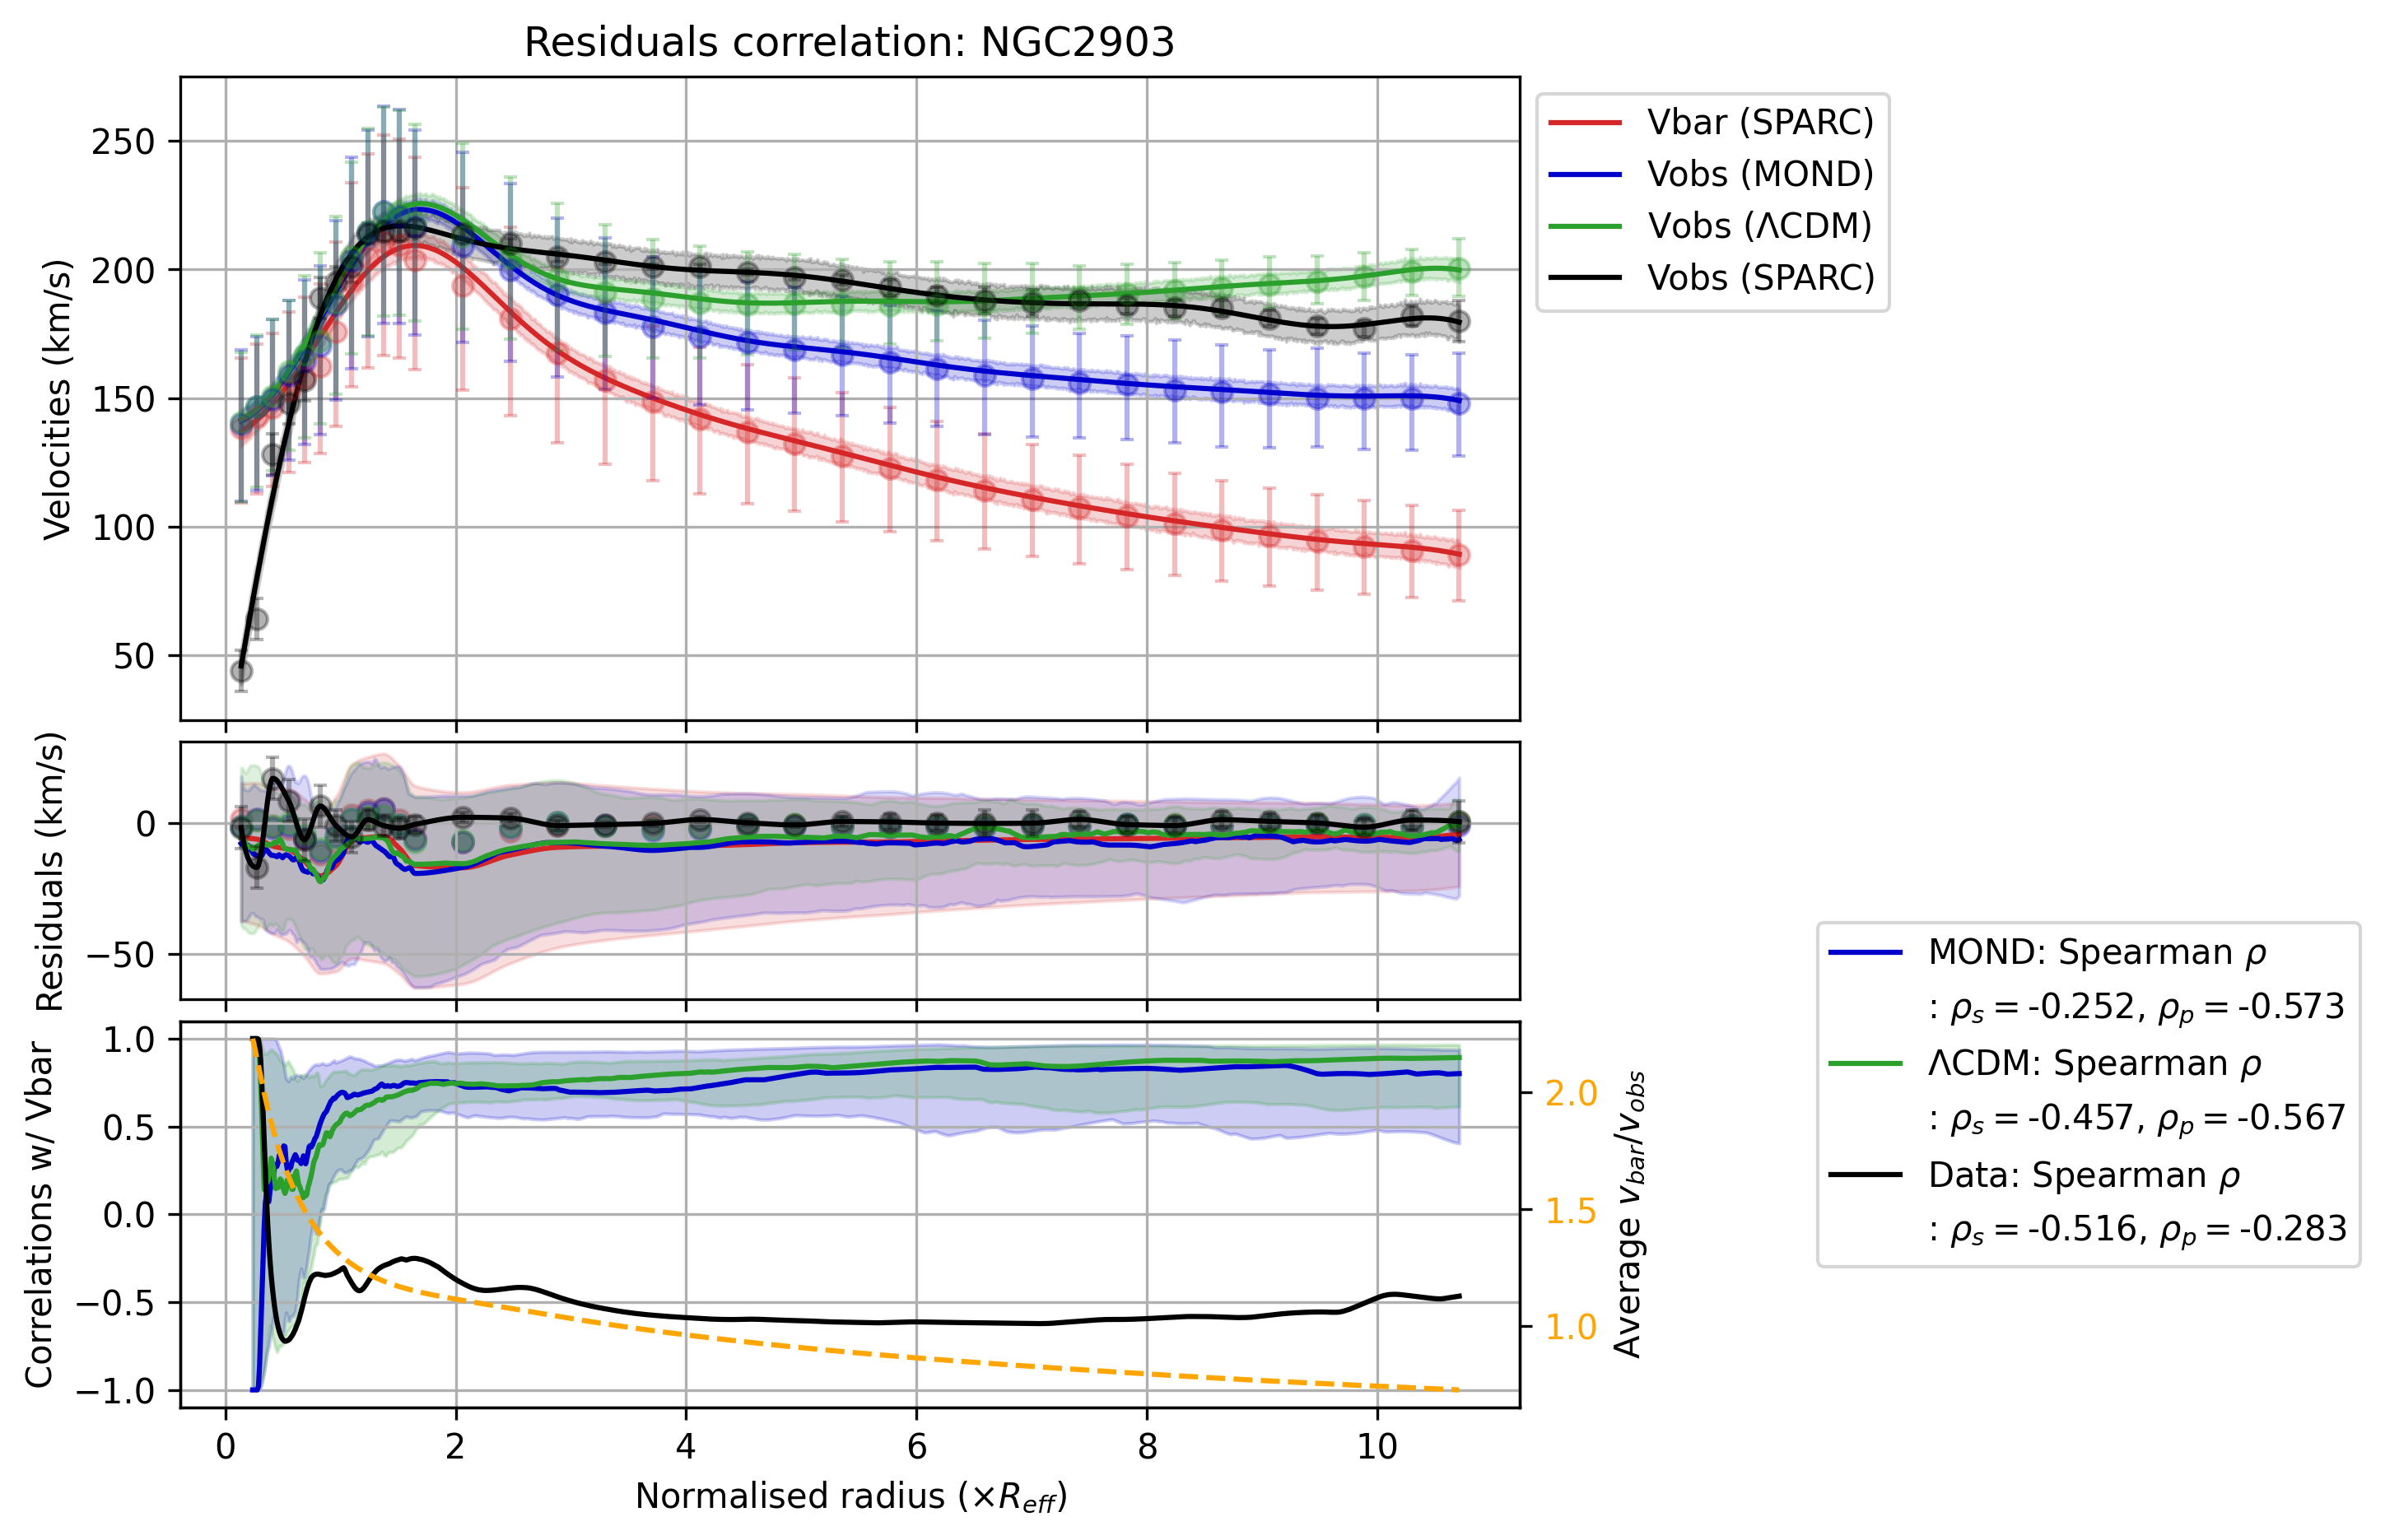 Residuals correlation: NGC2903
250
200
150
100
50
Velocities (km/s)
Vbar (SPARC)
Vobs (MOND)
Vobs (ΛCDM)
Vobs (SPARC)
0
−50
Residuals (km/s)
1.0
0.5
0.0
−0.5
−1.0
Correlations w/ Vbar
2.0
1.5
1.0
Average v_bar/v_obs
MOND: Spearman ρ
: ρ_s = -0.252, ρ_p = -0.573
ΛCDM: Spearman ρ
: ρ_s = -0.457, ρ_p = -0.567
Data: Spearman ρ
: ρ_s = -0.516, ρ_p = -0.283
0 2 4 6 8 10
Normalised radius (×R_eff)